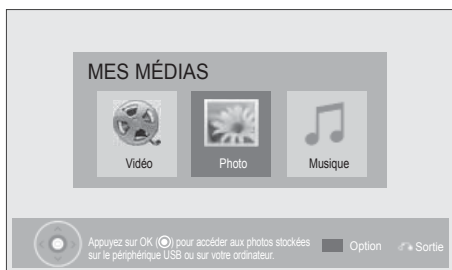 MES MÉDIAS
Vidéo
Photo
Musique
Appuyez sur OK (◉) pour accéder aux photos stockées
sur le périphérique USB ou sur votre ordinateur.
Option
Sortie